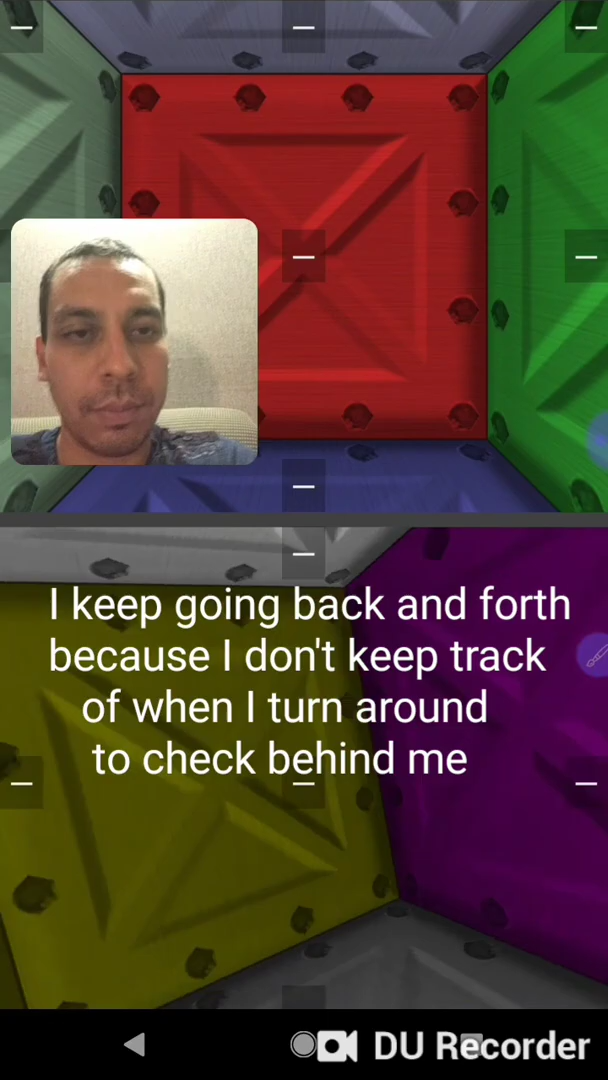 I keep going back and forth
because I don't keep track
of when I turn around
to check behind me
DU Recorder